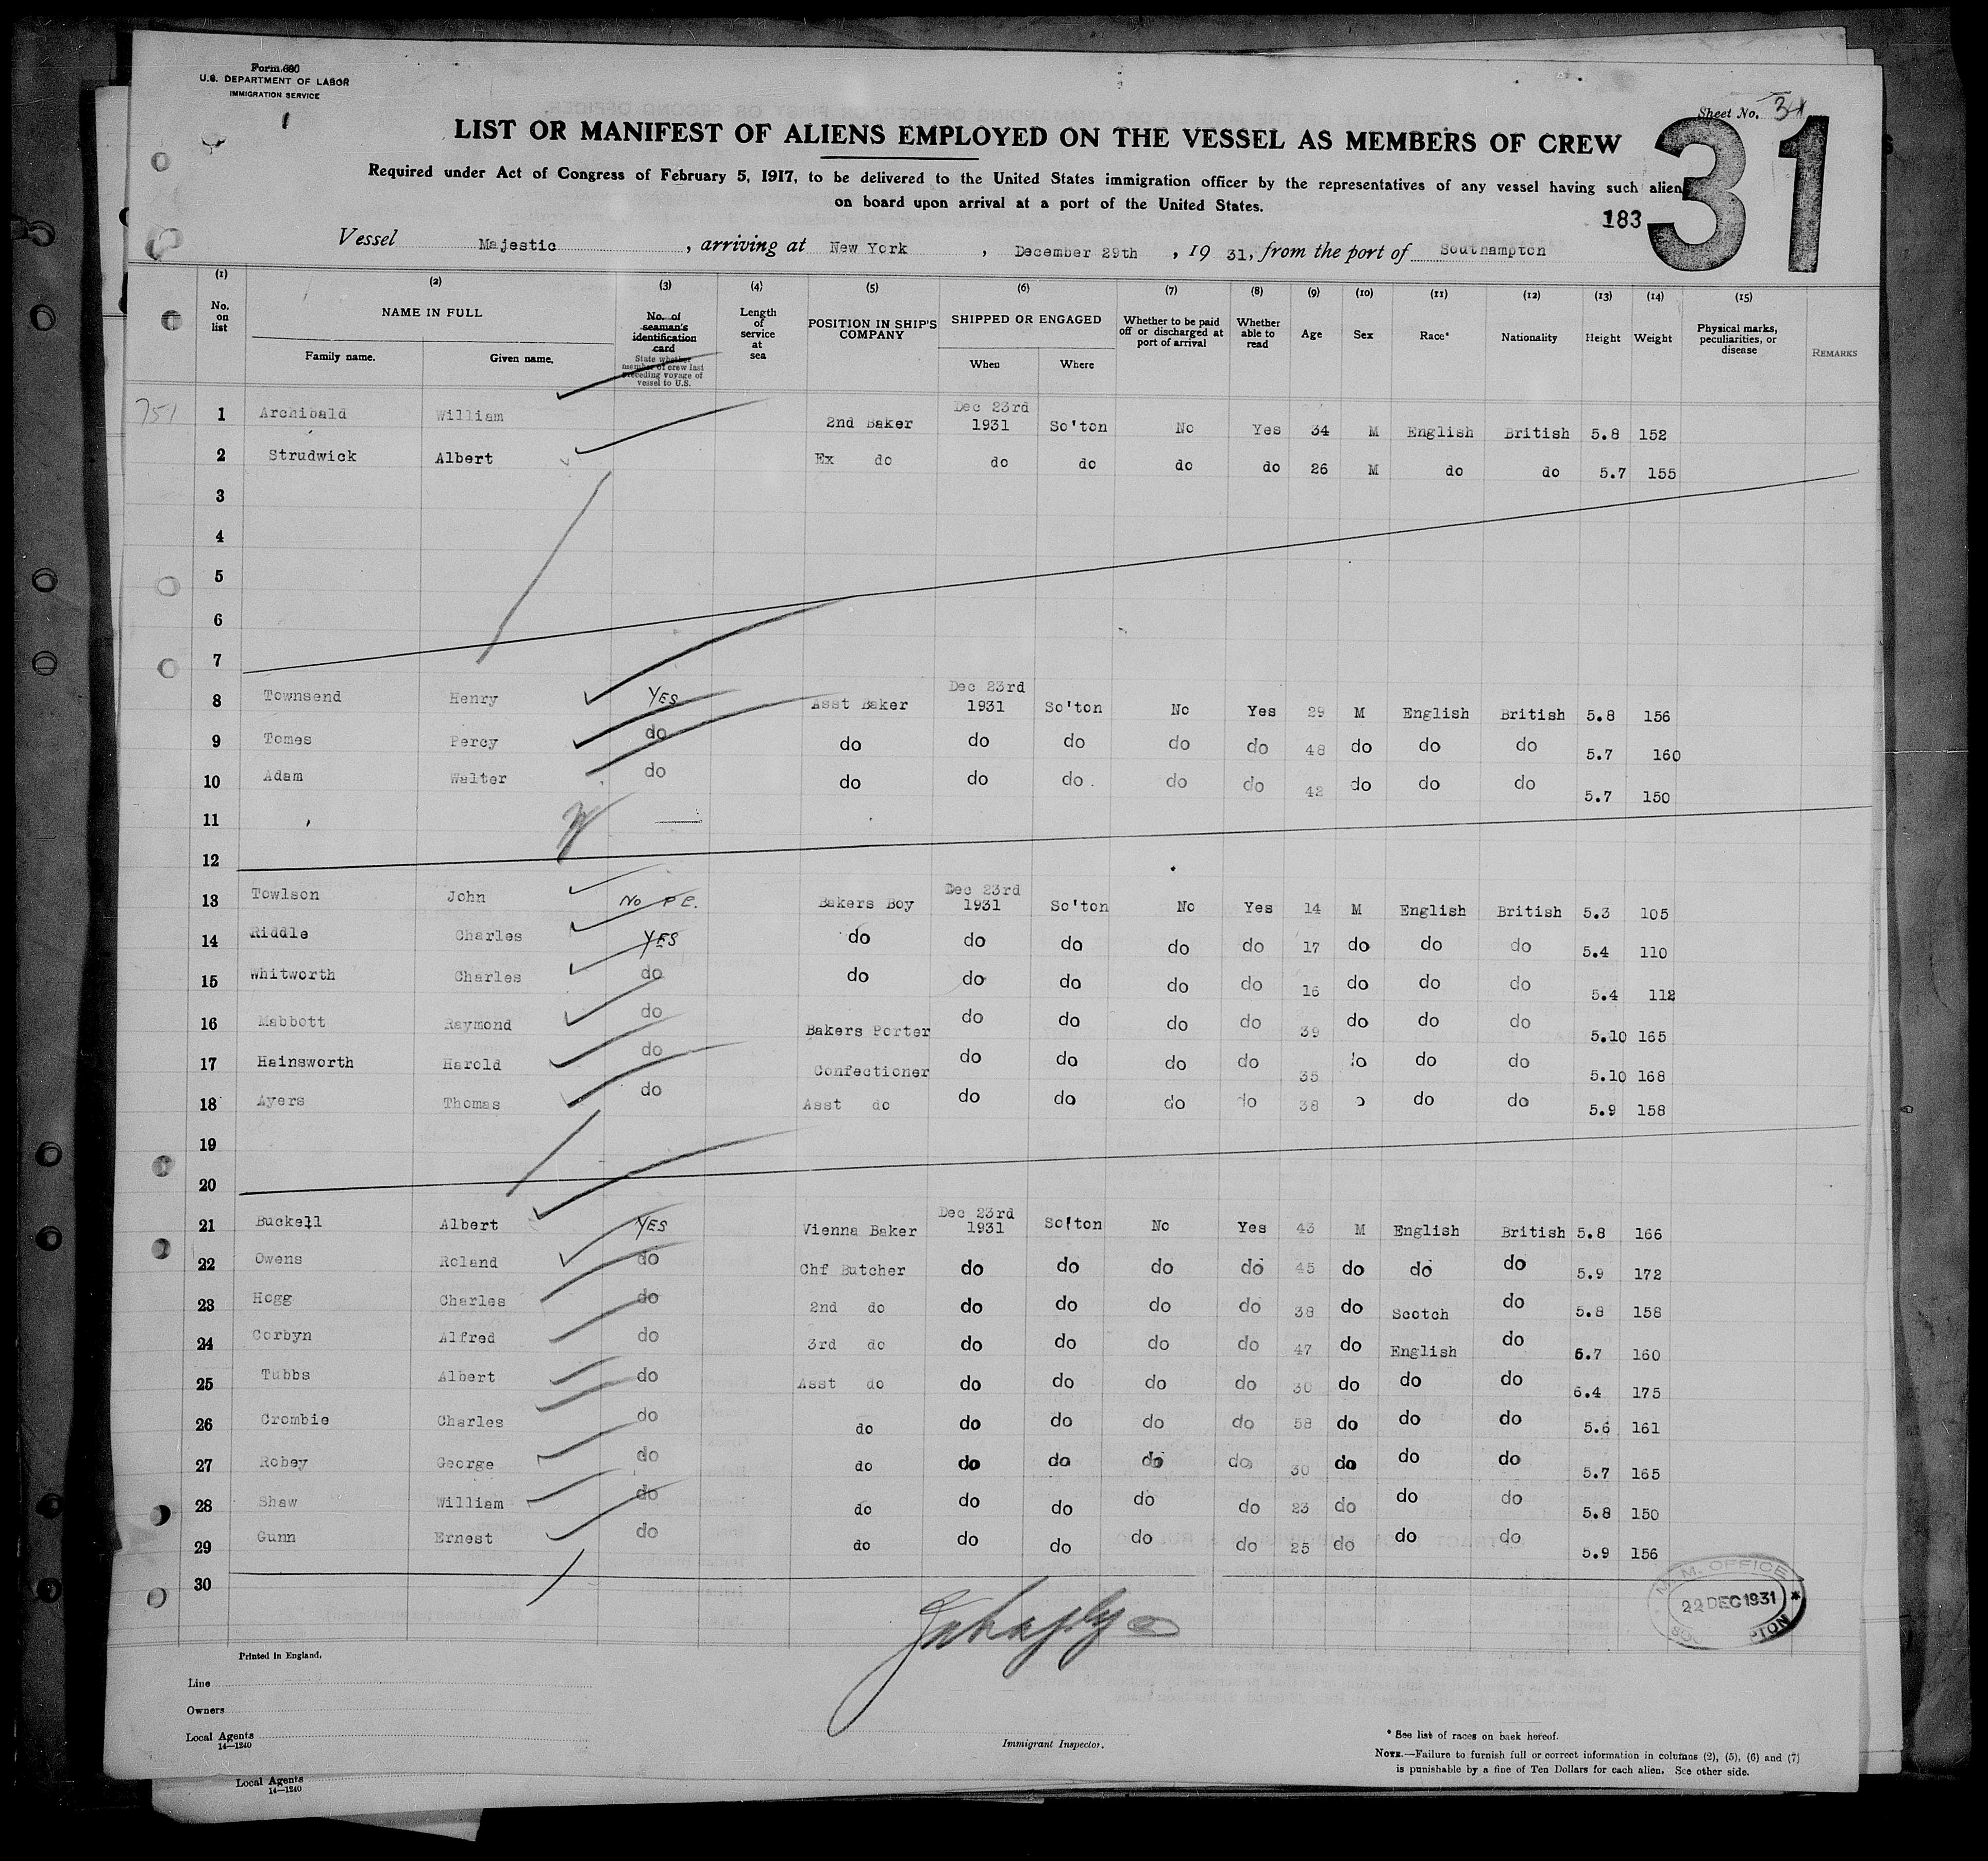 Form 680
U.S. DEPARTMENT OF LABOR
IMMIGRATION SERVICE
Sheet No. 31
31
LIST OR MANIFEST OF ALIENS EMPLOYED ON THE VESSEL AS MEMBERS OF CREW
Required under Act of Congress of February 5, 1917, to be delivered to the United States immigration officer by the representatives of any vessel having such alien
on board upon arrival at a port of the United States.
183
Vessel Majestic, arriving at New York, December 29th, 19 31, from the port of Southampton
(1) (2) (3) (4) (5) (6) (7) (8) (9) (10) (11) (12) (13) (14) (15)
No. on list NAME IN FULL No. of seaman's identification card Length of service at sea POSITION IN SHIP'S COMPANY SHIPPED OR ENGAGED Whether to be paid off or discharged at port of arrival Whether able to read Age Sex Race* Nationality Height Weight Physical marks, peculiarities, or disease REMARKS
Family name. Given name. State whether member of crew last preceding voyage of vessel to U.S. When Where
751 1 Archibald William 2nd Baker Dec 23rd 1931 So'ton No Yes 34 M English British 5.8 152
2 Strudwick Albert Ex do do do do do 26 M do do 5.7 155
3
4
5
6
7
8 Townsend Henry YES Asst Baker Dec 23rd 1931 So'ton No Yes 29 M English British 5.8 156
9 Tomes Percy do do do do do do 48 do do do 5.7 160
10 Adam Walter do do do do do do 42 do do do 5.7 150
11
12
13 Towlson John No P.E. Bakers Boy Dec 23rd 1931 So'ton No Yes 14 M English British 5.3 105
14 Riddle Charles YES do do do do do 17 do do do 5.4 110
15 Whitworth Charles do do do do do do 16 do do do 5.4 112
16 Mabbott Raymond do Bakers Porter do do do do 39 do do do 5.10 165
17 Hainsworth Harold do Confectioner do do do do 35 do do do 5.10 168
18 Ayers Thomas do Asst do do do do do 38 do do do 5.9 158
19
20
21 Buckell Albert YES Vienna Baker Dec 23rd 1931 So'ton No Yes 43 M English British 5.8 166
22 Owens Roland do Chf Butcher do do do do 45 do do do 5.9 172
23 Hogg Charles do 2nd do do do do do 38 do Scotch do 5.8 158
24 Corbyn Alfred do 3rd do do do do do 47 do English do 5.7 160
25 Tubbs Albert do Asst do do do do do 30 do do do 6.4 175
26 Crombie Charles do do do do do do 58 do do do 5.6 161
27 Robey George do do do do do do 30 do do do 5.7 165
28 Shaw William do do do do do do 23 do do do 5.8 150
29 Gunn Ernest do do do do do do 25 do do do 5.9 156
30
M.M. OFFICE
22 DEC 1931
Printed in England.
Line
Owners
Local Agents
14—1240
Immigrant Inspector.
* See list of races on back hereof.
NOTE.—Failure to furnish full or correct information in columns (2), (5), (6) and (7)
is punishable by a fine of Ten Dollars for each alien. See other side.
Local Agents
14—1240